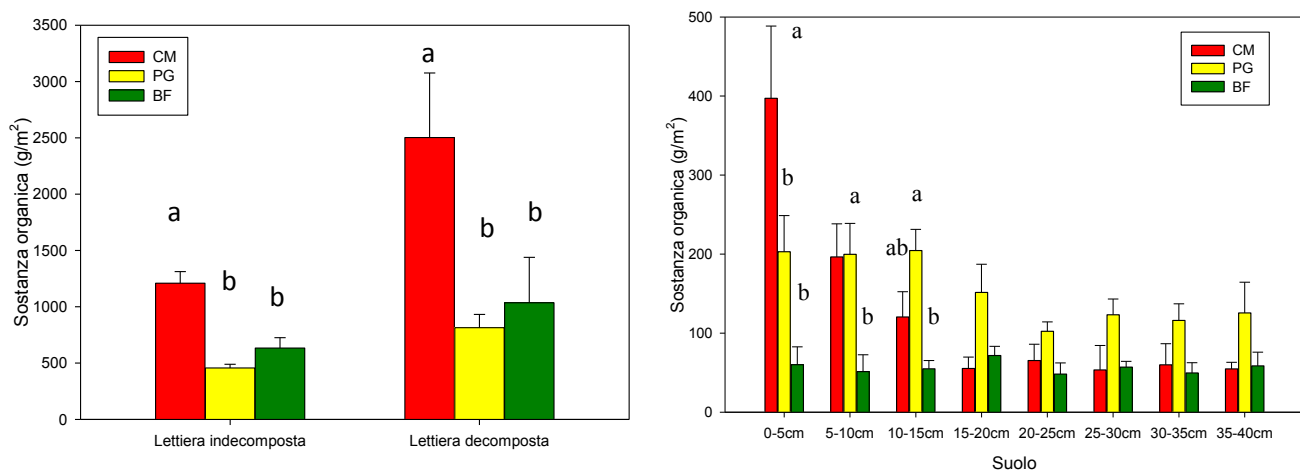 Sostanza organica (g/m²)
3500
3000
2500
2000
1500
1000
500
0
CM
PG
BF
a
b
b
a
b
b
Lettiera indecomposta
Lettiera decomposta
Sostanza organica (g/m²)
500
400
300
200
100
0
CM
PG
BF
a
b
b
a
b
ab
a
b
0-5cm 5-10cm 10-15cm 15-20cm 20-25cm 25-30cm 30-35cm 35-40cm
Suolo